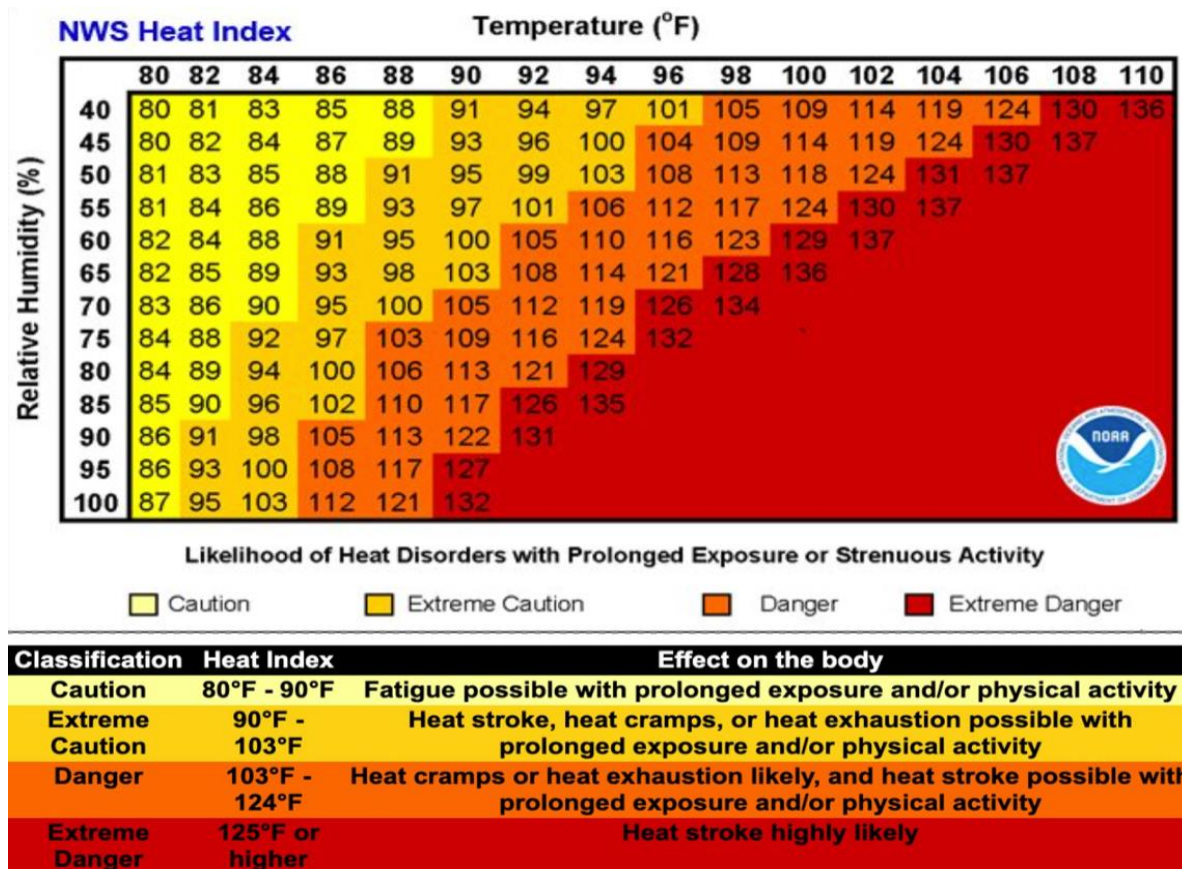 NWS Heat Index
Temperature (°F)
80 82 84 86 88 90 92 94 96 98 100 102 104 106 108 110
Relative Humidity (%)
40 80 81 83 85 88 91 94 97 101 105 109 114 119 124 130 136
45 80 82 84 87 89 93 96 100 104 109 114 119 124 130 137
50 81 83 85 88 91 95 99 103 108 113 118 124 131 137
55 81 84 86 89 93 97 101 106 112 117 124 130 137
60 82 84 88 91 95 100 105 110 116 123 129 137
65 82 85 89 93 98 103 108 114 121 128 136
70 83 86 90 95 100 105 112 119 126 134
75 84 88 92 97 103 109 116 124 132
80 84 89 94 100 106 113 121 129
85 85 90 96 102 110 117 126 135
90 86 91 98 105 113 122 131
95 86 93 100 108 117 127
100 87 95 103 112 121 132
NOAA
Likelihood of Heat Disorders with Prolonged Exposure or Strenuous Activity
Caution Extreme Caution Danger Extreme Danger
Classification Heat Index Effect on the body
Caution 80°F - 90°F Fatigue possible with prolonged exposure and/or physical activity
Extreme 90°F - Heat stroke, heat cramps, or heat exhaustion possible with
Caution 103°F prolonged exposure and/or physical activity
Danger 103°F - Heat cramps or heat exhaustion likely, and heat stroke possible with
124°F prolonged exposure and/or physical activity
Extreme 125°F or Heat stroke highly likely
Danger higher